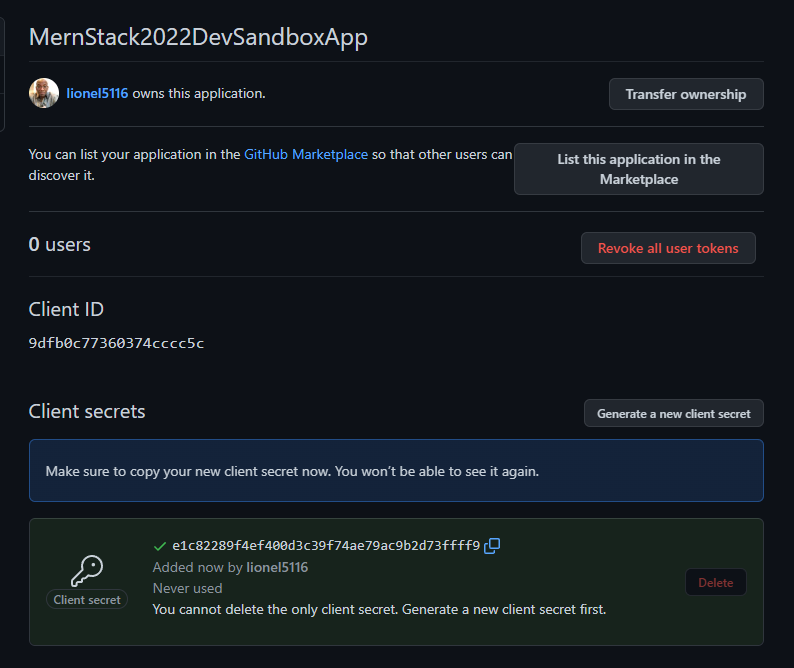 MernStack2022DevSandboxApp
lionel5116 owns this application.
Transfer ownership
You can list your application in the GitHub Marketplace so that other users can
discover it.
List this application in the
Marketplace
0 users
Revoke all user tokens
Client ID
9dfb0c77360374cccc5c
Client secrets
Generate a new client secret
Make sure to copy your new client secret now. You won’t be able to see it again.
e1c82289f4ef400d3c39f74ae79ac9b2d73ffff9
Added now by lionel5116
Never used
You cannot delete the only client secret. Generate a new client secret first.
Client secret
Delete